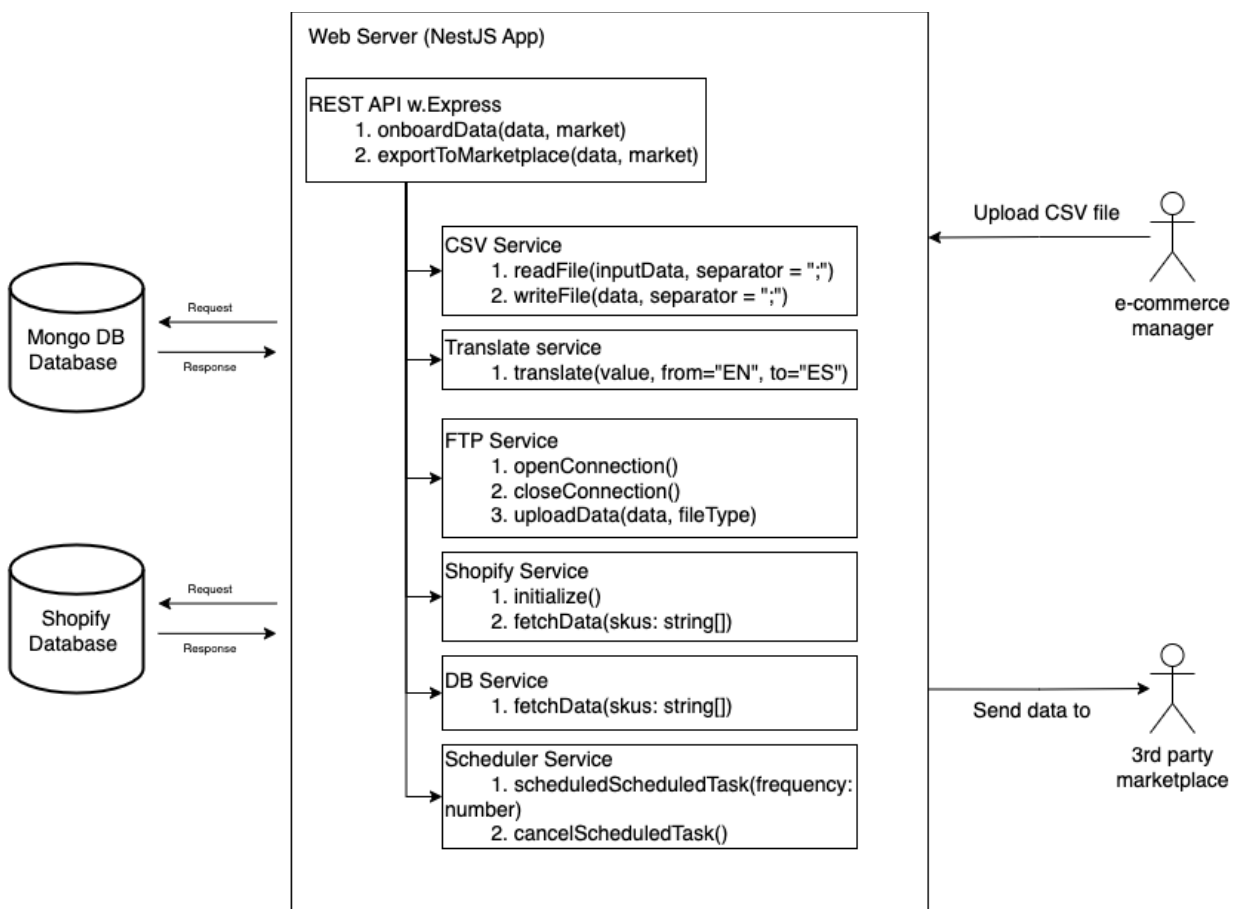 Web Server (NestJS App)
REST API w.Express
1. onboardData(data, market)
2. exportToMarketplace(data, market)
CSV Service
1. readFile(inputData, separator = ";")
2. writeFile(data, separator = ";")
Translate service
1. translate(value, from="EN", to="ES")
FTP Service
1. openConnection()
2. closeConnection()
3. uploadData(data, fileType)
Shopify Service
1. initialize()
2. fetchData(skus: string[])
DB Service
1. fetchData(skus: string[])
Scheduler Service
1. scheduledScheduledTask(frequency:
number)
2. cancelScheduledTask()
Mongo DB
Database
Request
Response
Shopify
Database
Request
Response
Upload CSV file
e-commerce
manager
Send data to
3rd party
marketplace